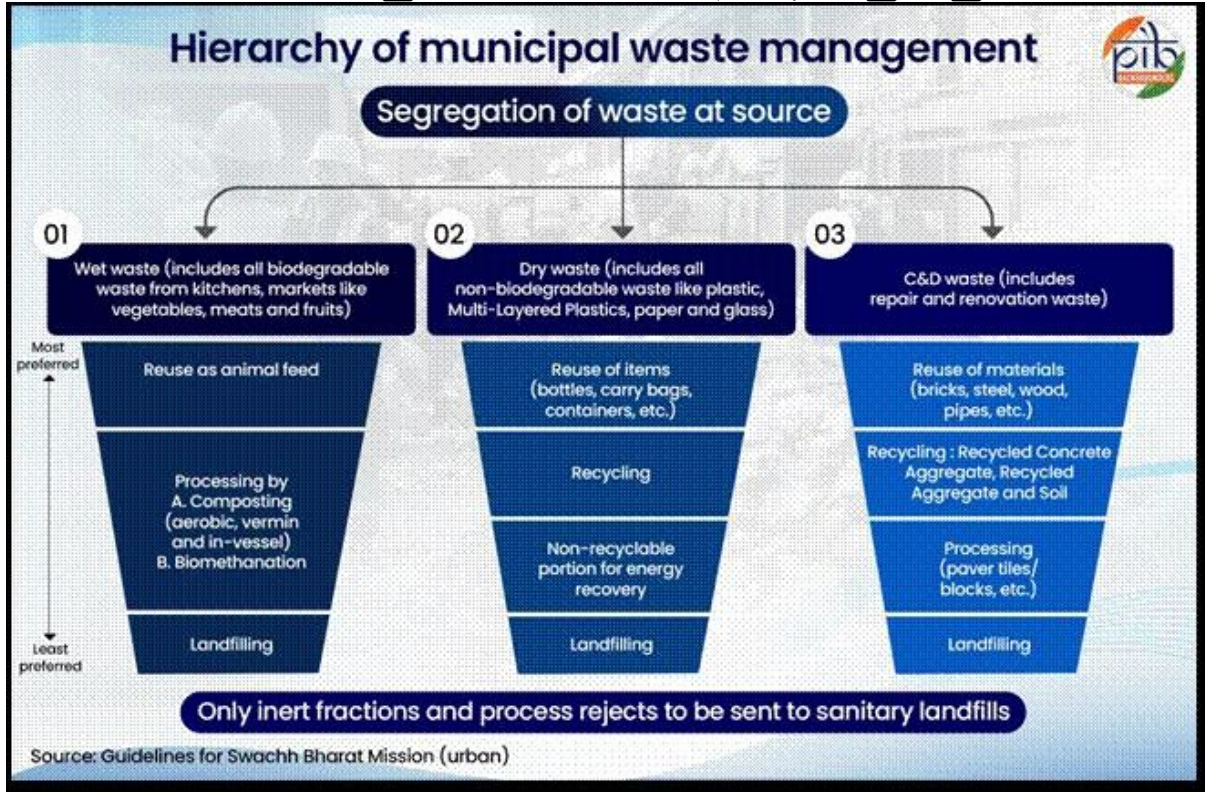 Hierarchy of municipal waste management
pib
BACKGROUNDERS
Segregation of waste at source
01
Wet waste (includes all biodegradable
waste from kitchens, markets like
vegetables, meats and fruits)
02
Dry waste (includes all
non-biodegradable waste like plastic,
Multi-Layered Plastics, paper and glass)
03
C&D waste (includes
repair and renovation waste)
Most
preferred
Least
preferred
Reuse as animal feed
Processing by
A. Composting
(aerobic, vermin
and in-vessel)
B. Biomethanation
Landfilling
Reuse of items
(bottles, carry bags,
containers, etc.)
Recycling
Non-recyclable
portion for energy
recovery
Landfilling
Reuse of materials
(bricks, steel, wood,
pipes, etc.)
Recycling : Recycled Concrete
Aggregate, Recycled
Aggregate and Soil
Processing
(paver tiles/
blocks, etc.)
Landfilling
Only inert fractions and process rejects to be sent to sanitary landfills
Source: Guidelines for Swachh Bharat Mission (urban)